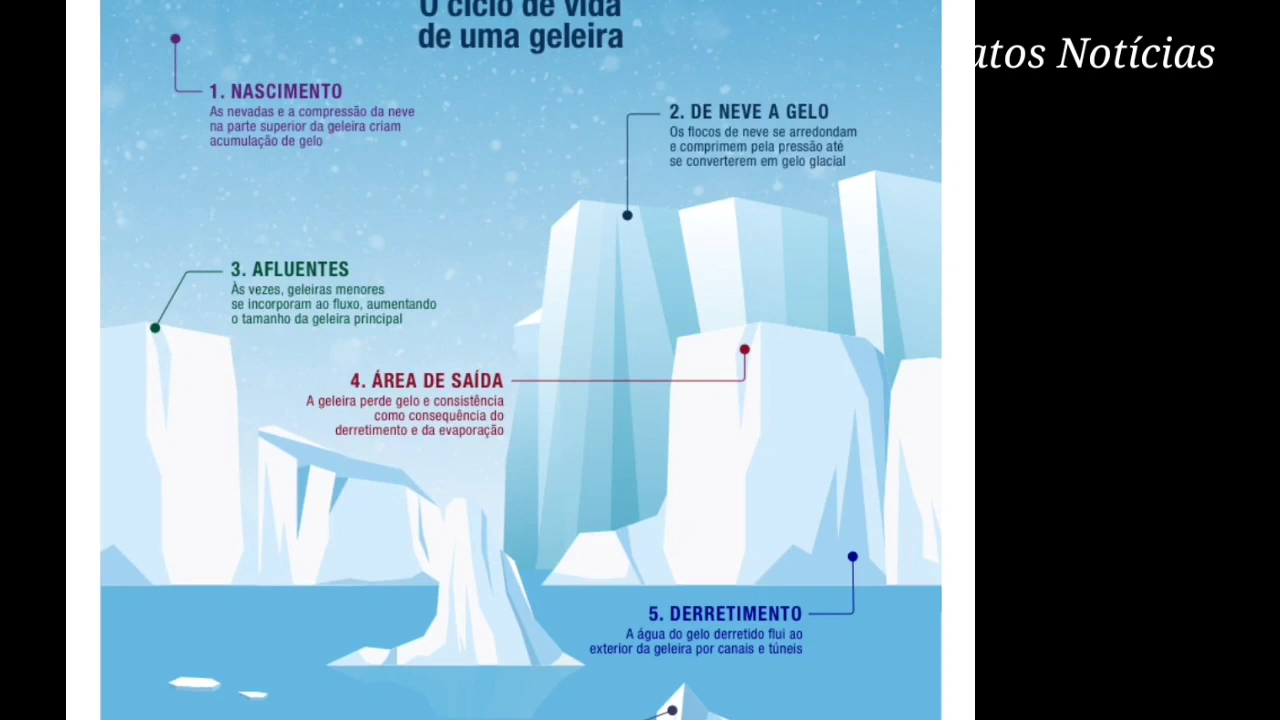 O ciclo de vida
de uma geleira
Notícias
1. NASCIMENTO
As nevadas e a compressão da neve
na parte superior da geleira criam
acumulação de gelo
2. DE NEVE A GELO
Os flocos de neve se arredondam
e comprimem pela pressão até
se converterem em gelo glacial
3. AFLUENTES
Às vezes, geleiras menores
se incorporam ao fluxo, aumentando
o tamanho da geleira principal
4. ÁREA DE SAÍDA
A geleira perde gelo e consistência
como consequência do
derretimento e da evaporação
5. DERRETIMENTO
A água do gelo derretido flui ao
exterior da geleira por canais e túneis